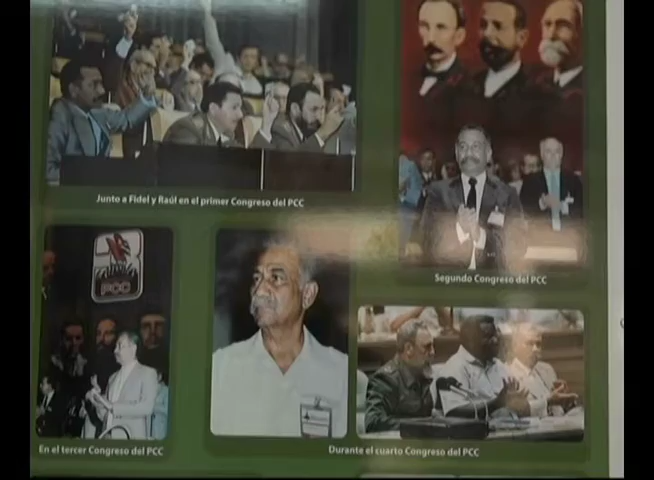 Junto a Fidel y Raúl en el primer Congreso del PCC
Segundo Congreso del PCC
PCC
En el tercer Congreso del PCC
Durante el cuarto Congreso del PCC